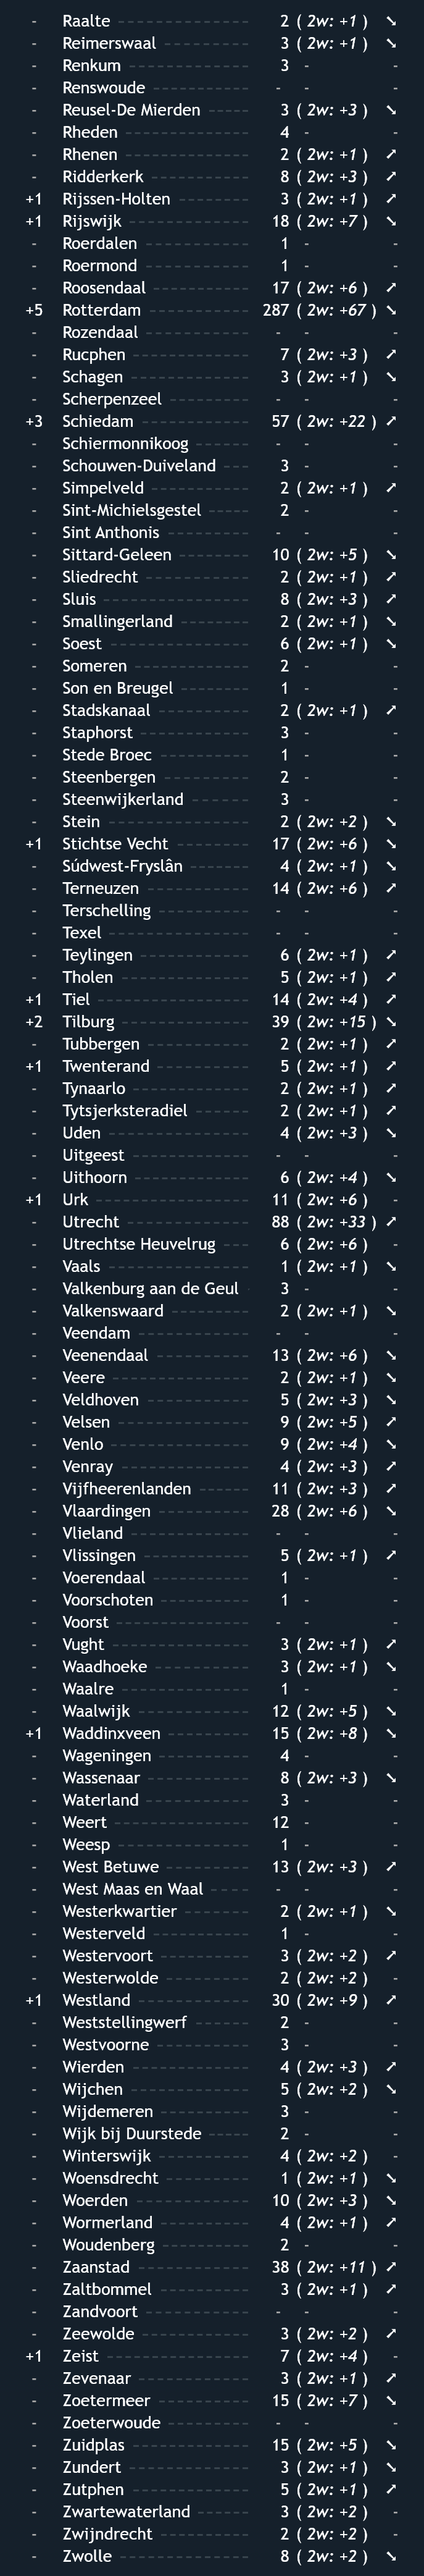 - Raalte 2 ( 2w: +1 ) ↘
- Reimerswaal 3 ( 2w: +1 ) ↘
- Renkum 3 - -
- Renswoude - - -
- Reusel-De Mierden 3 ( 2w: +3 ) ↘
- Rheden 4 - -
- Rhenen 2 ( 2w: +1 ) ↗
- Ridderkerk 8 ( 2w: +3 ) ↗
+1 Rijssen-Holten 3 ( 2w: +1 ) ↗
+1 Rijswijk 18 ( 2w: +7 ) ↘
- Roerdalen 1 - -
- Roermond 1 - -
- Roosendaal 17 ( 2w: +6 ) ↗
+5 Rotterdam 287 ( 2w: +67 ) ↘
- Rozendaal - - -
- Rucphen 7 ( 2w: +3 ) ↗
- Schagen 3 ( 2w: +1 ) ↘
- Scherpenzeel - - -
+3 Schiedam 57 ( 2w: +22 ) ↗
- Schiermonnikoog - - -
- Schouwen-Duiveland 3 - -
- Simpelveld 2 ( 2w: +1 ) ↗
- Sint-Michielsgestel 2 - -
- Sint Anthonis - - -
- Sittard-Geleen 10 ( 2w: +5 ) ↘
- Sliedrecht 2 ( 2w: +1 ) ↗
- Sluis 8 ( 2w: +3 ) ↗
- Smallingerland 2 ( 2w: +1 ) ↘
- Soest 6 ( 2w: +1 ) ↘
- Someren 2 - -
- Son en Breugel 1 - -
- Stadskanaal 2 ( 2w: +1 ) ↗
- Staphorst 3 - -
- Stede Broec 1 - -
- Steenbergen 2 - -
- Steenwijkerland 3 - -
- Stein 2 ( 2w: +2 ) ↘
+1 Stichtse Vecht 17 ( 2w: +6 ) ↘
- Súdwest-Fryslân 4 ( 2w: +1 ) ↘
- Terneuzen 14 ( 2w: +6 ) ↗
- Terschelling - - -
- Texel - - -
- Teylingen 6 ( 2w: +1 ) ↗
- Tholen 5 ( 2w: +1 ) ↗
+1 Tiel 14 ( 2w: +4 ) ↗
+2 Tilburg 39 ( 2w: +15 ) ↘
- Tubbergen 2 ( 2w: +1 ) ↗
+1 Twenterand 5 ( 2w: +1 ) ↗
- Tynaarlo 2 ( 2w: +1 ) ↗
- Tytsjerksteradiel 2 ( 2w: +1 ) ↗
- Uden 4 ( 2w: +3 ) ↘
- Uitgeest - - -
- Uithoorn 6 ( 2w: +4 ) ↘
+1 Urk 11 ( 2w: +6 ) -
- Utrecht 88 ( 2w: +33 ) ↗
- Utrechtse Heuvelrug 6 ( 2w: +6 ) -
- Vaals 1 ( 2w: +1 ) ↘
- Valkenburg aan de Geul 3 - -
- Valkenswaard 2 ( 2w: +1 ) ↘
- Veendam - - -
- Veenendaal 13 ( 2w: +6 ) ↘
- Veere 2 ( 2w: +1 ) ↘
- Veldhoven 5 ( 2w: +3 ) ↘
- Velsen 9 ( 2w: +5 ) ↗
- Venlo 9 ( 2w: +4 ) ↘
- Venray 4 ( 2w: +3 ) ↗
- Vijfheerenlanden 11 ( 2w: +3 ) ↗
- Vlaardingen 28 ( 2w: +6 ) ↘
- Vlieland - - -
- Vlissingen 5 ( 2w: +1 ) ↗
- Voerendaal 1 - -
- Voorschoten 1 - -
- Voorst - - -
- Vught 3 ( 2w: +1 ) ↗
- Waadhoeke 3 ( 2w: +1 ) ↘
- Waalre 1 - -
- Waalwijk 12 ( 2w: +5 ) ↘
+1 Waddinxveen 15 ( 2w: +8 ) ↘
- Wageningen 4 - -
- Wassenaar 8 ( 2w: +3 ) ↘
- Waterland 3 - -
- Weert 12 - -
- Weesp 1 - -
- West Betuwe 13 ( 2w: +3 ) ↗
- West Maas en Waal - - -
- Westerkwartier 2 ( 2w: +1 ) ↘
- Westerveld 1 - -
- Westervoort 3 ( 2w: +2 ) ↗
- Westerwolde 2 ( 2w: +2 ) -
+1 Westland 30 ( 2w: +9 ) ↗
- Weststellingwerf 2 - -
- Westvoorne 3 - -
- Wierden 4 ( 2w: +3 ) ↗
- Wijchen 5 ( 2w: +2 ) ↘
- Wijdemeren 3 - -
- Wijk bij Duurstede 2 - -
- Winterswijk 4 ( 2w: +2 ) -
- Woensdrecht 1 ( 2w: +1 ) ↘
- Woerden 10 ( 2w: +3 ) ↘
- Wormerland 4 ( 2w: +1 ) ↗
- Woudenberg 2 - -
- Zaanstad 38 ( 2w: +11 ) ↗
- Zaltbommel 3 ( 2w: +1 ) ↗
- Zandvoort - - -
- Zeewolde 3 ( 2w: +2 ) ↗
+1 Zeist 7 ( 2w: +4 ) -
- Zevenaar 3 ( 2w: +1 ) ↗
- Zoetermeer 15 ( 2w: +7 ) ↘
- Zoeterwoude - - -
- Zuidplas 15 ( 2w: +5 ) ↘
- Zundert 3 ( 2w: +1 ) ↘
- Zutphen 5 ( 2w: +1 ) ↗
- Zwartewaterland 3 ( 2w: +2 ) -
- Zwijndrecht 2 ( 2w: +2 ) -
- Zwolle 8 ( 2w: +2 ) ↘